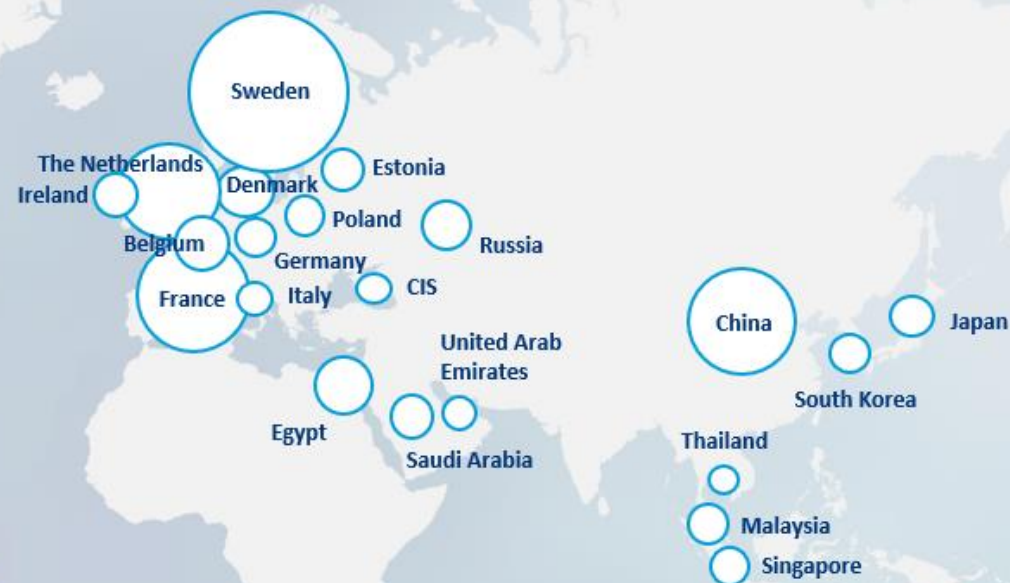 Sweden
The Netherlands
Ireland
Denmark
Estonia
Poland
Belgium
Germany
Russia
France
Italy
CIS
China
Japan
United Arab
Emirates
South Korea
Egypt
Saudi Arabia
Thailand
Malaysia
Singapore